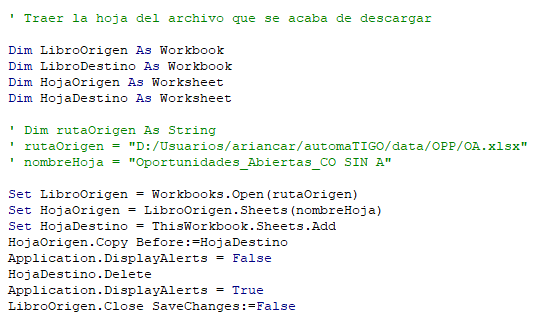 ' Traer la hoja del archivo que se acaba de descargar
Dim LibroOrigen As Workbook
Dim LibroDestino As Workbook
Dim HojaOrigen As Worksheet
Dim HojaDestino As Worksheet
' Dim rutaOrigen As String
' rutaOrigen = "D:/Usuarios/ariancar/automaTIGO/data/OPP/OA.xlsx"
' nombreHoja = "Oportunidades_Abiertas_CO SIN A"
Set LibroOrigen = Workbooks.Open(rutaOrigen)
Set HojaOrigen = LibroOrigen.Sheets(nombreHoja)
Set HojaDestino = ThisWorkbook.Sheets.Add
HojaOrigen.Copy Before:=HojaDestino
Application.DisplayAlerts = False
HojaDestino.Delete
Application.DisplayAlerts = True
LibroOrigen.Close SaveChanges:=False